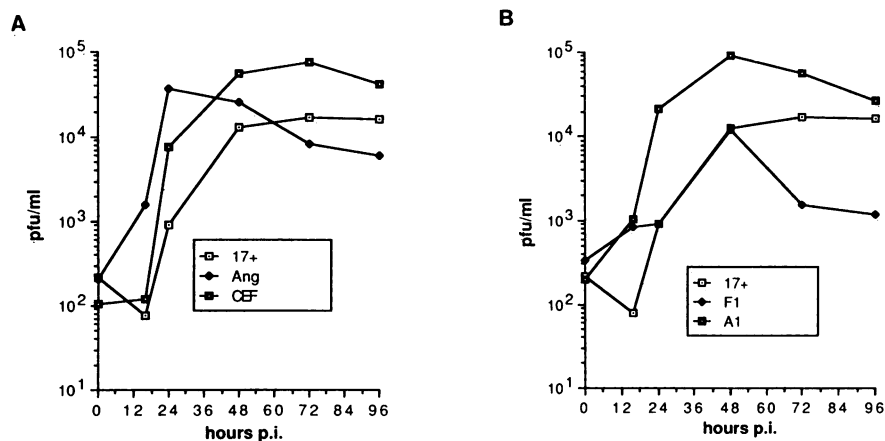 A
pfu/ml
10^5
10^4
10^3
10^2
10^1
17+
Ang
CEF
0 12 24 36 48 60 72 84 96
hours p.i.
B
pfu/ml
10^5
10^4
10^3
10^2
10^1
17+
F1
A1
0 12 24 36 48 60 72 84 96
hours p.i.